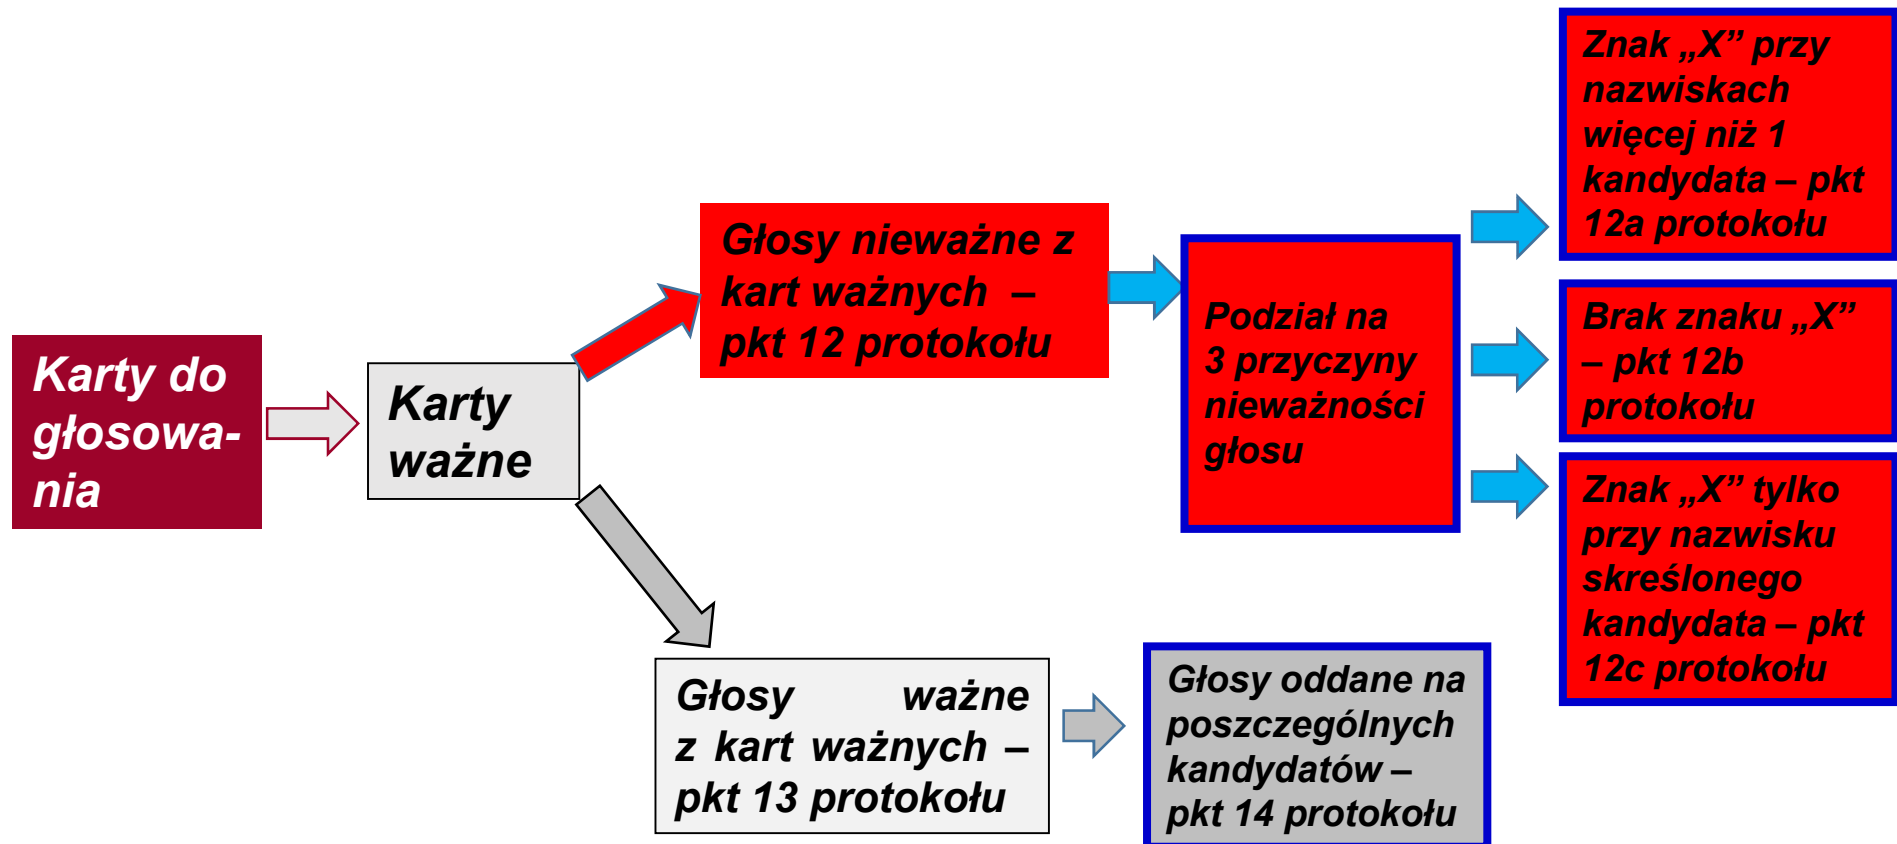 Karty do
głosowa-
nia
Karty
ważne
Głosy nieważne z
kart ważnych –
pkt 12 protokołu
Podział na
3 przyczyny
nieważności
głosu
Znak „X” przy
nazwiskach
więcej niż 1
kandydata – pkt
12a protokołu
Brak znaku „X”
– pkt 12b
protokołu
Znak „X” tylko
przy nazwisku
skreślonego
kandydata – pkt
12c protokołu
Głosy ważne
z kart ważnych –
pkt 13 protokołu
Głosy oddane na
poszczególnych
kandydatów –
pkt 14 protokołu